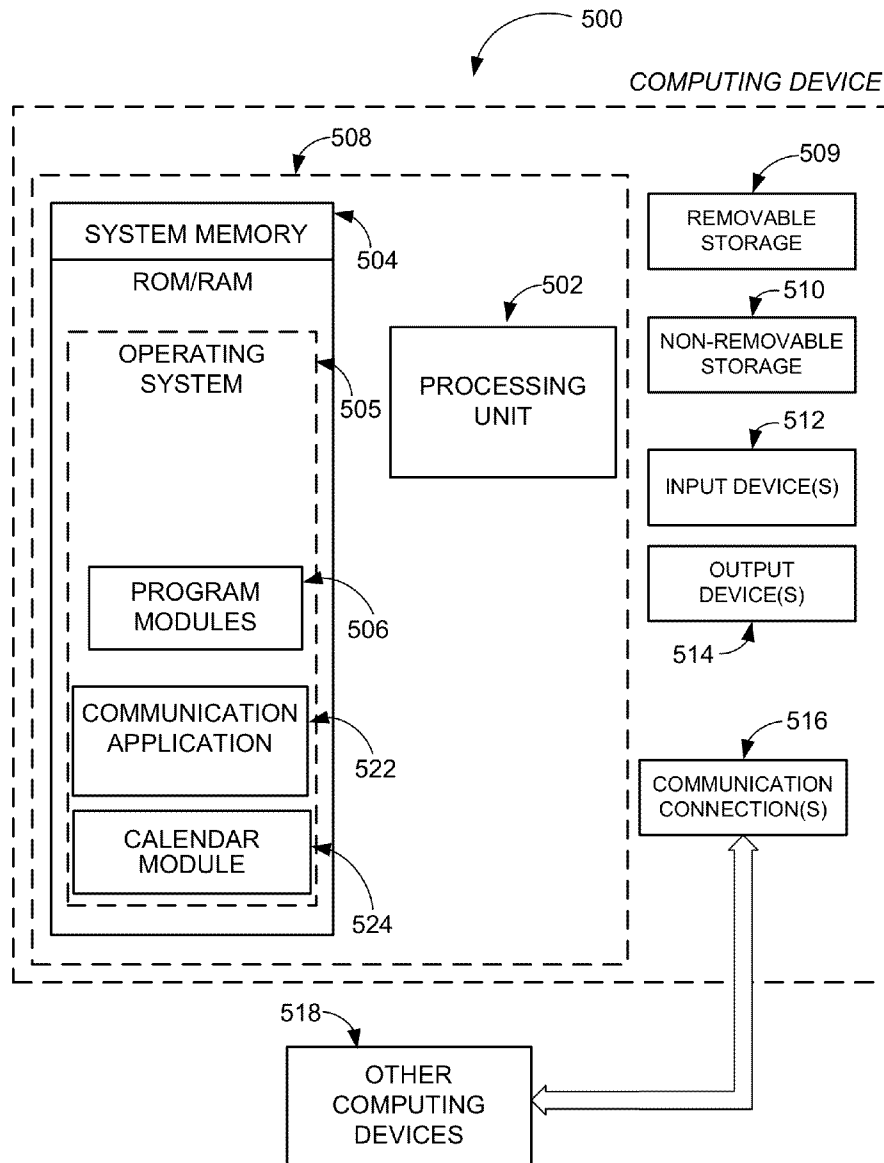 500
COMPUTING DEVICE
508
509
SYSTEM MEMORY
504
REMOVABLE
STORAGE
ROM/RAM
502
510
OPERATING
SYSTEM
505
NON-REMOVABLE
STORAGE
PROCESSING
UNIT
512
INPUT DEVICE(S)
OUTPUT
DEVICE(S)
PROGRAM
MODULES
506
514
COMMUNICATION
APPLICATION
522
516
COMMUNICATION
CONNECTION(S)
CALENDAR
MODULE
524
518
OTHER
COMPUTING
DEVICES